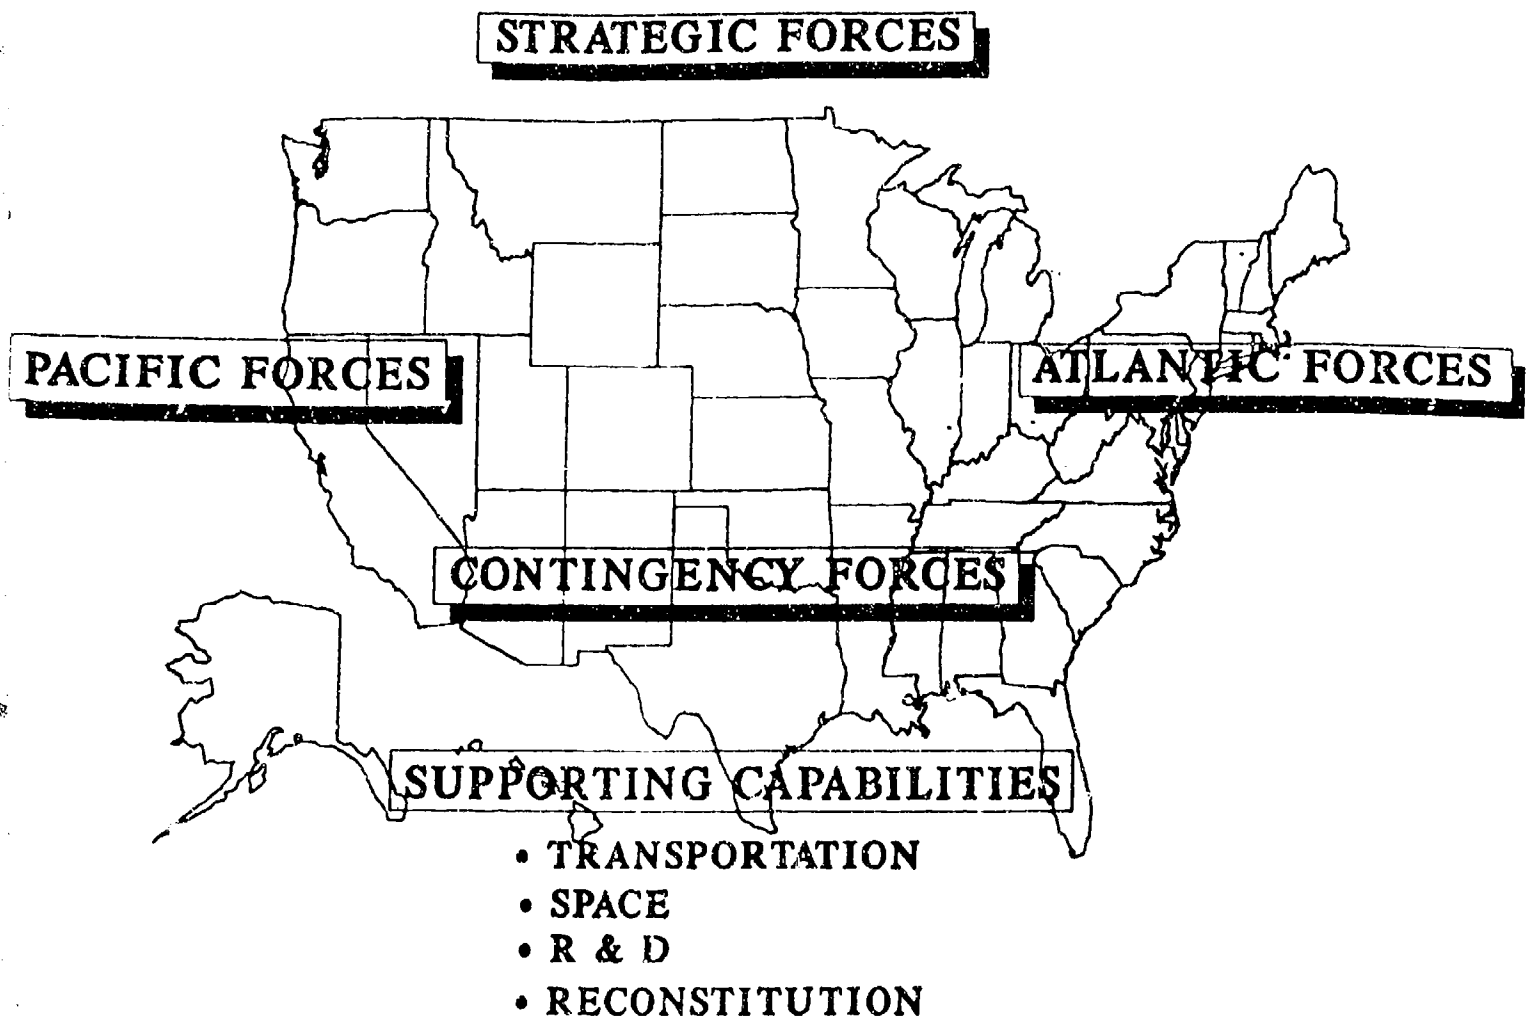 STRATEGIC FORCES
PACIFIC FORCES
ATLANTIC FORCES
CONTINGENCY FORCES
SUPPORTING CAPABILITIES
• TRANSPORTATION
• SPACE
• R & D
• RECONSTITUTION